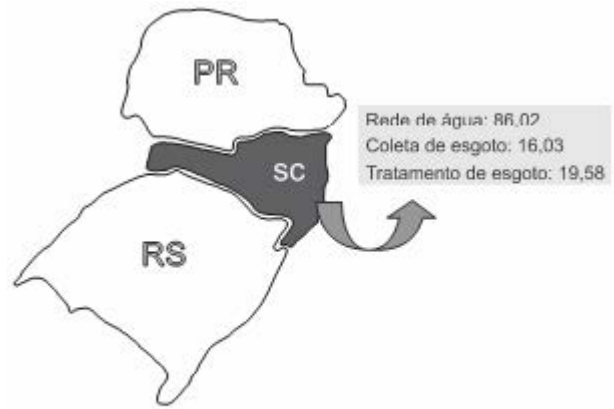 PR
Rede de água: 86,02
Coleta de esgoto: 16,03
Tratamento de esgoto: 19,58
SC
RS